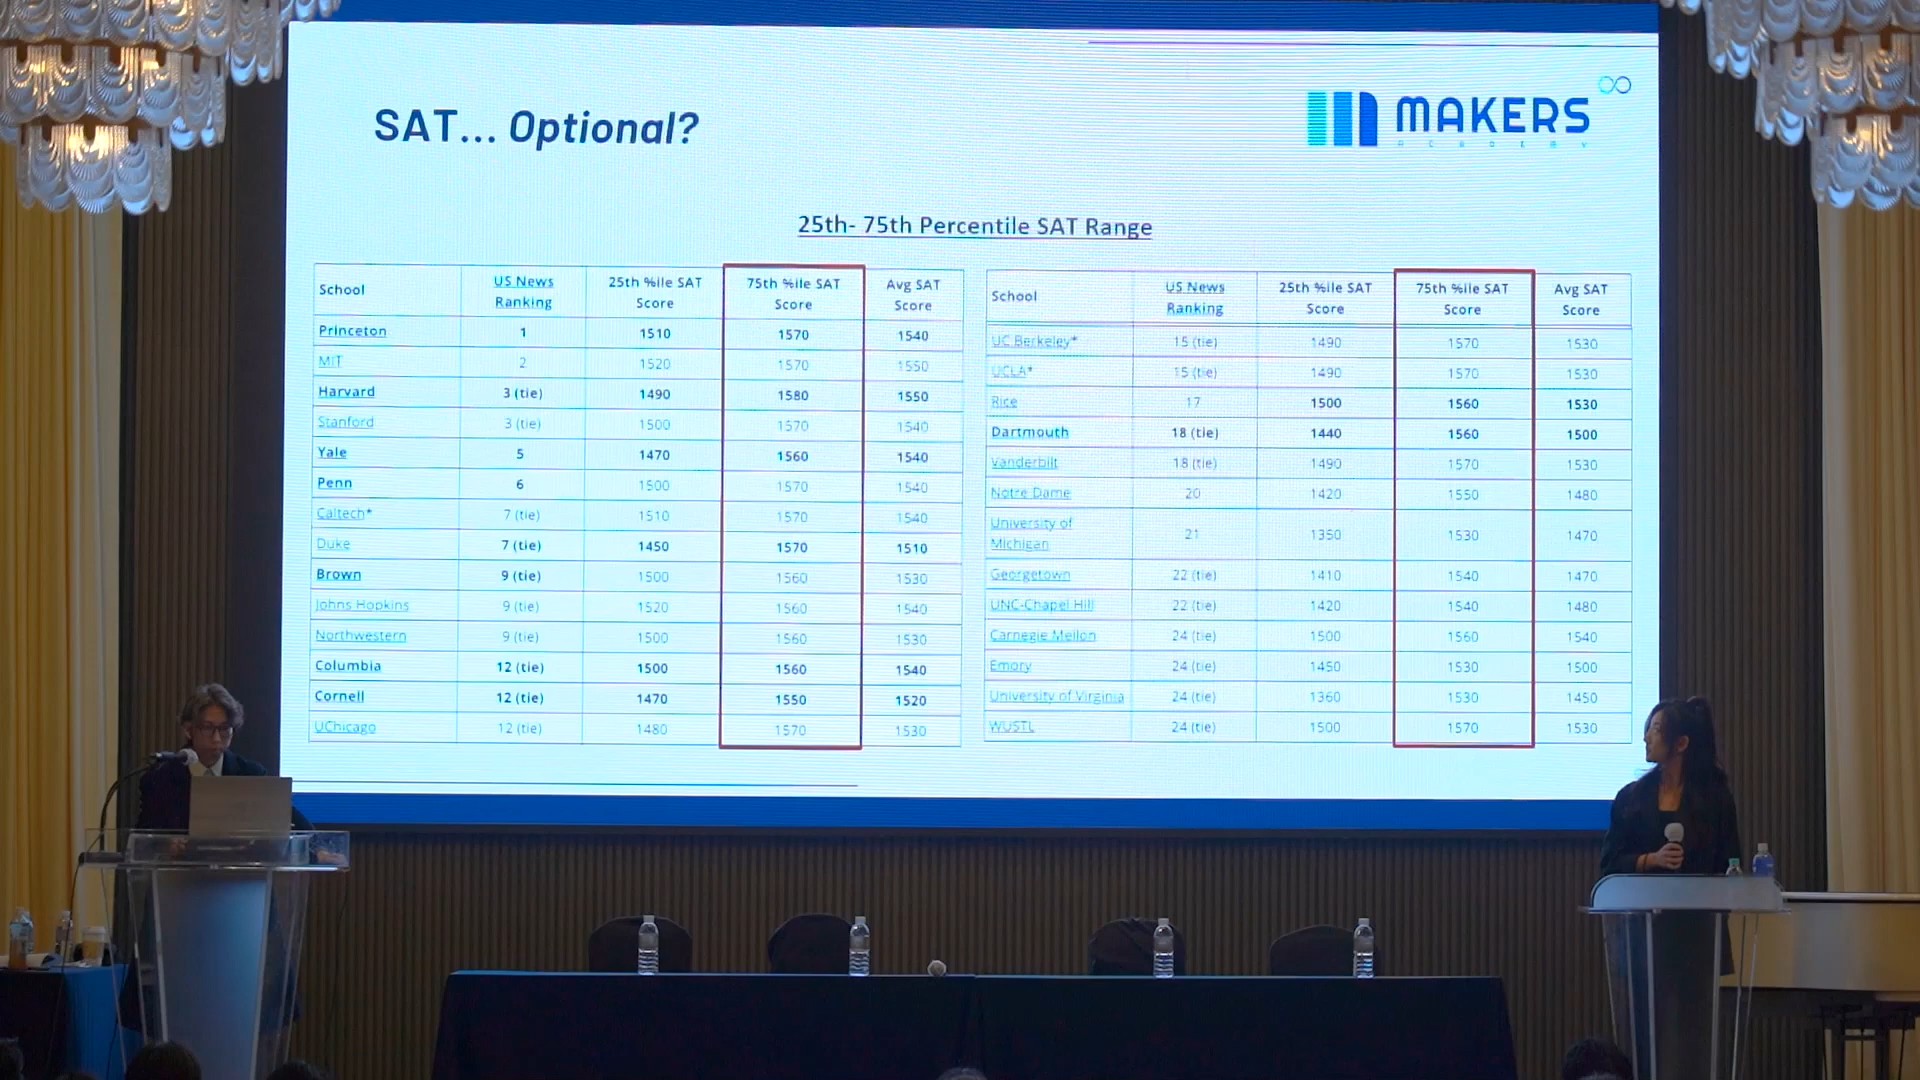 SAT... Optional?
MAKERS
ACADEMY
25th- 75th Percentile SAT Range
School US News Ranking 25th %ile SAT Score 75th %ile SAT Score Avg SAT Score
Princeton 1 1510 1570 1540
MIT 2 1520 1570 1550
Harvard 3 (tie) 1490 1580 1550
Stanford 3 (tie) 1500 1570 1540
Yale 5 1470 1560 1540
Penn 6 1500 1570 1540
Caltech* 7 (tie) 1510 1570 1540
Duke 7 (tie) 1450 1570 1510
Brown 9 (tie) 1500 1560 1530
Johns Hopkins 9 (tie) 1520 1560 1540
Northwestern 9 (tie) 1500 1560 1530
Columbia 12 (tie) 1500 1560 1540
Cornell 12 (tie) 1470 1550 1520
UChicago 12 (tie) 1480 1570 1530
School US News Ranking 25th %ile SAT Score 75th %ile SAT Score Avg SAT Score
UC Berkeley* 15 (tie) 1490 1570 1530
UCLA* 15 (tie) 1490 1570 1530
Rice 17 1500 1560 1530
Dartmouth 18 (tie) 1440 1560 1500
Vanderbilt 18 (tie) 1490 1570 1530
Notre Dame 20 1420 1550 1480
University of Michigan 21 1350 1530 1470
Georgetown 22 (tie) 1410 1540 1470
UNC-Chapel Hill 22 (tie) 1420 1540 1480
Carnegie Mellon 24 (tie) 1500 1560 1540
Emory 24 (tie) 1450 1530 1500
University of Virginia 24 (tie) 1360 1530 1450
WUSTL 24 (tie) 1500 1570 1530